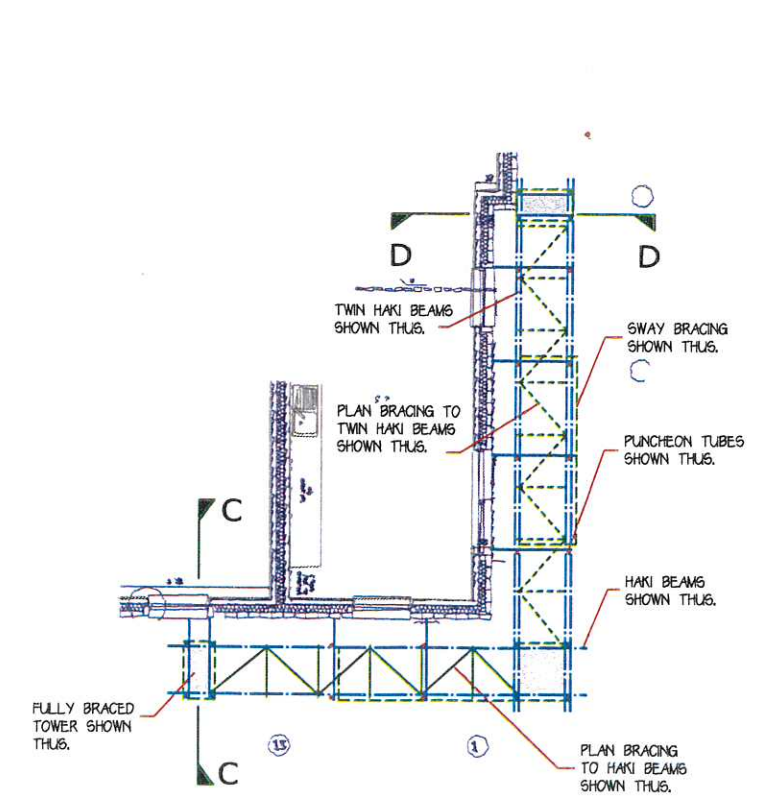 D
D
TWIN HAKI BEAMS
SHOWN THUS.
SWAY BRACING
SHOWN THUS.
PLAN BRACING TO
TWIN HAKI BEAMS
SHOWN THUS.
PUNCHEON TUBES
SHOWN THUS.
C
HAKI BEAMS
SHOWN THUS.
FULLY BRACED
TOWER SHOWN
THUS.
13
1
C
PLAN BRACING
TO HAKI BEAMS
SHOWN THUS.